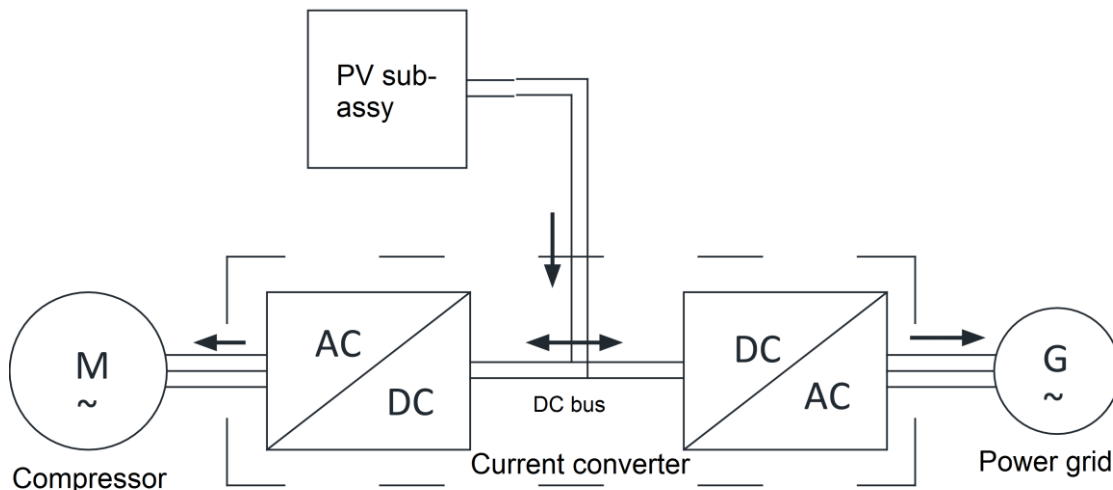 PV sub-
assy
AC
DC
DC
AC
M
~
G
~
DC bus
Compressor
Current converter
Power grid